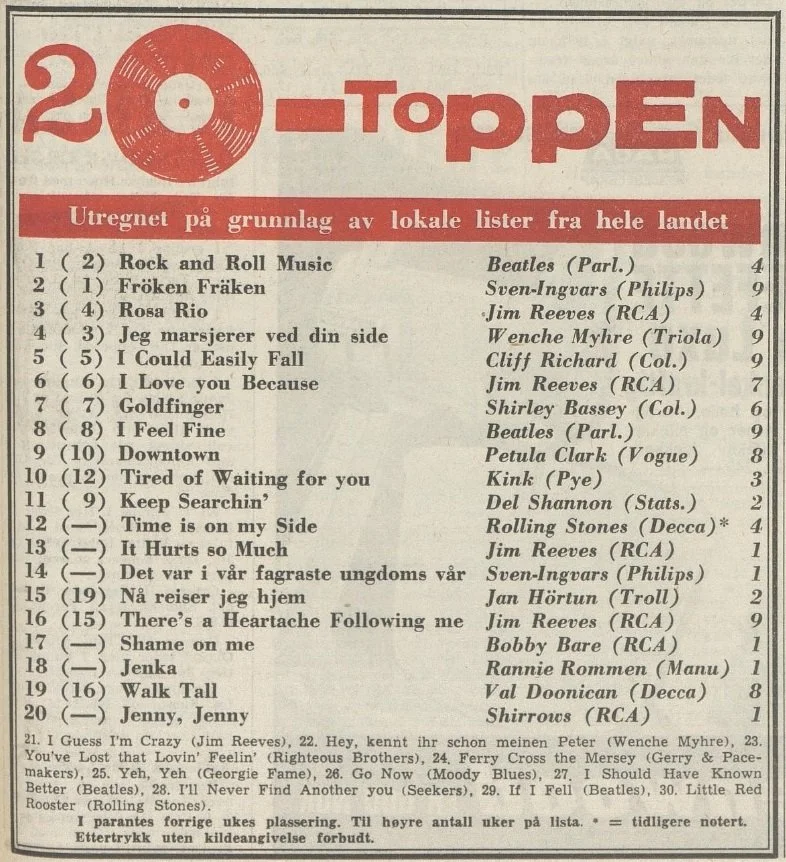 20-TOPPEN
Utregnet på grunnlag av lokale lister fra hele landet
1 ( 2) Rock and Roll Music Beatles (Parl.) 4
2 ( 1) Fröken Fräken Sven-Ingvars (Philips) 9
3 ( 4) Rosa Rio Jim Reeves (RCA) 4
4 ( 3) Jeg marsjerer ved din side Wenche Myhre (Triola) 9
5 ( 5) I Could Easily Fall Cliff Richard (Col.) 9
6 ( 6) I Love you Because Jim Reeves (RCA) 7
7 ( 7) Goldfinger Shirley Bassey (Col.) 6
8 ( 8) I Feel Fine Beatles (Parl.) 9
9 (10) Downtown Petula Clark (Vogue) 8
10 (12) Tired of Waiting for you Kink (Pye) 3
11 ( 9) Keep Searchin' Del Shannon (Stats.) 2
12 (—) Time is on my Side Rolling Stones (Decca)* 4
13 (—) It Hurts so Much Jim Reeves (RCA) 1
14 (—) Det var i vår fagraste ungdoms vår Sven-Ingvars (Philips) 1
15 (19) Nå reiser jeg hjem Jan Hörtun (Troll) 2
16 (15) There's a Heartache Following me Jim Reeves (RCA) 9
17 (—) Shame on me Bobby Bare (RCA) 1
18 (—) Jenka Rannie Rommen (Manu) 1
19 (16) Walk Tall Val Doonican (Decca) 8
20 (—) Jenny, Jenny Shirrows (RCA) 1
21. I Guess I'm Crazy (Jim Reeves), 22. Hey, kennt ihr schon meinen Peter (Wenche Myhre), 23.
You've Lost that Lovin' Feelin' (Righteous Brothers), 24. Ferry Cross the Mersey (Gerry & Pace-
makers), 25. Yeh, Yeh (Georgie Fame), 26. Go Now (Moody Blues), 27. I Should Have Known
Better (Beatles), 28. I'll Never Find Another you (Seekers), 29. If I Fell (Beatles), 30. Little Red
Rooster (Rolling Stones).
I parantes forrige ukes plassering. Til høyre antall uker på lista. * = tidligere notert.
Ettertrykk uten kildeangivelse forbudt.